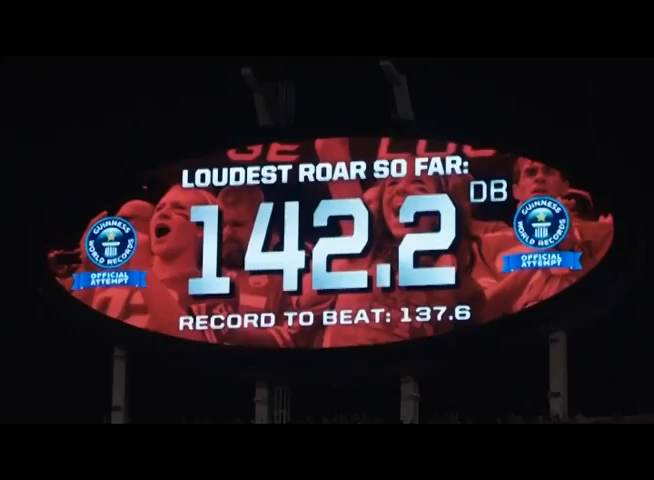 LOUDEST ROAR SO FAR:
142.2 DB
RECORD TO BEAT: 137.6
GUINNESS WORLD RECORDS
OFFICIAL
ATTEMPT
GUINNESS WORLD RECORDS
OFFICIAL
ATTEMPT